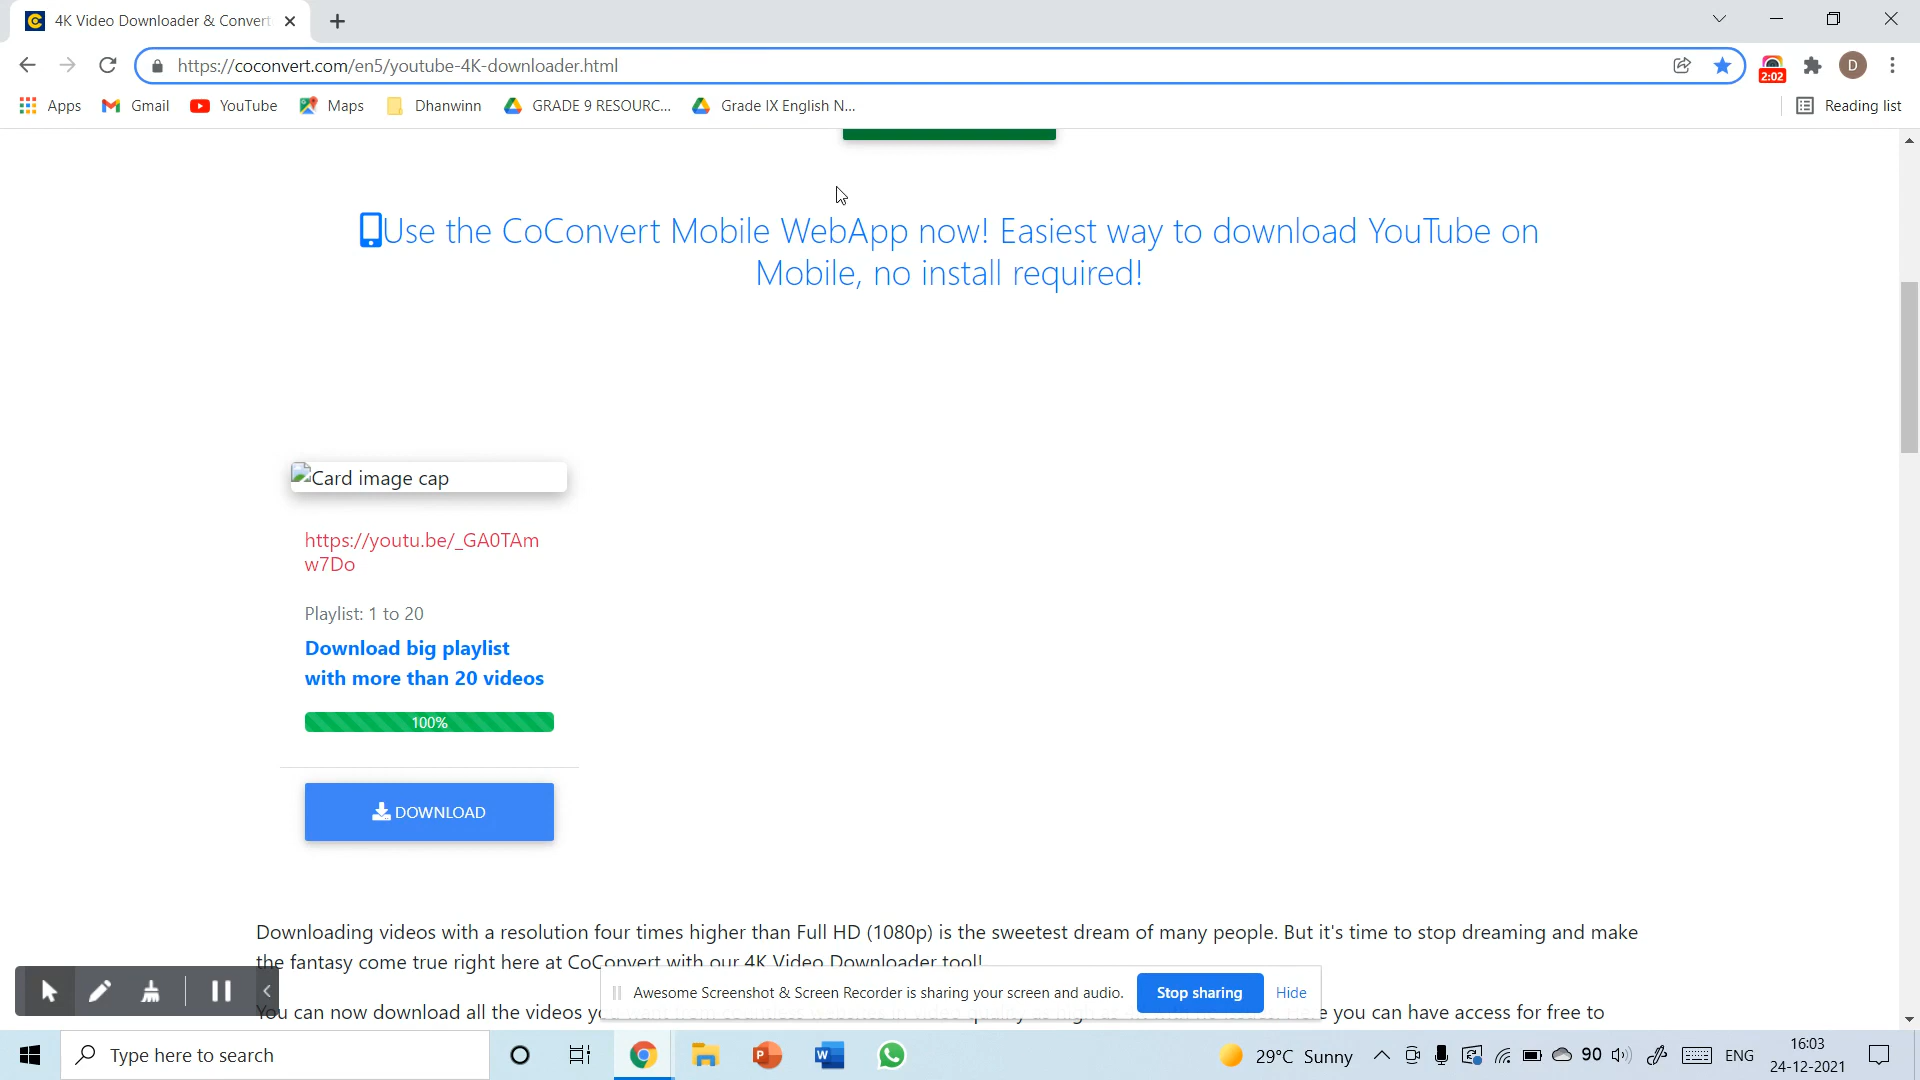 4K Video Downloader & Convert
https://coconvert.com/en5/youtube-4K-downloader.html
2:02
D
Apps
Gmail
YouTube
Maps
Dhanwinn
GRADE 9 RESOURC...
Grade IX English N...
Reading list
Use the CoConvert Mobile WebApp now! Easiest way to download YouTube on
Mobile, no install required!
Card image cap
https://youtu.be/_GA0TAm
w7Do
Playlist: 1 to 20
Download big playlist
with more than 20 videos
100%
DOWNLOAD
Downloading videos with a resolution four times higher than Full HD (1080p) is the sweetest dream of many people. But it's time to stop dreaming and make
the fantasy come true right here at CoConvert with our 4K Video Downloader tool!
Awesome Screenshot & Screen Recorder is sharing your screen and audio.
Stop sharing
Hide
You can now download all the videos you can have access for free to
Type here to search
29°C Sunny
90
ENG
16:03
24-12-2021